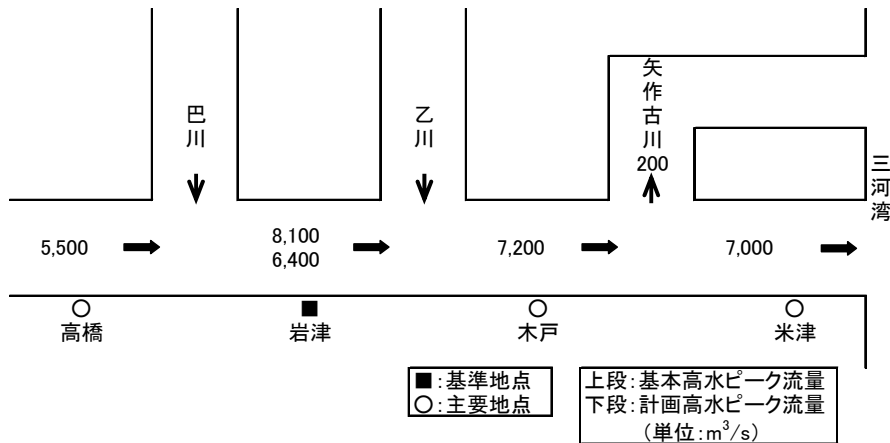 巴川
乙川
矢作古川
200
三河湾
5,500
8,100
6,400
7,200
7,000
高橋
岩津
木戸
米津
■:基準地点
○:主要地点
上段:基本高水ピーク流量
下段:計画高水ピーク流量
(単位:m³/s)